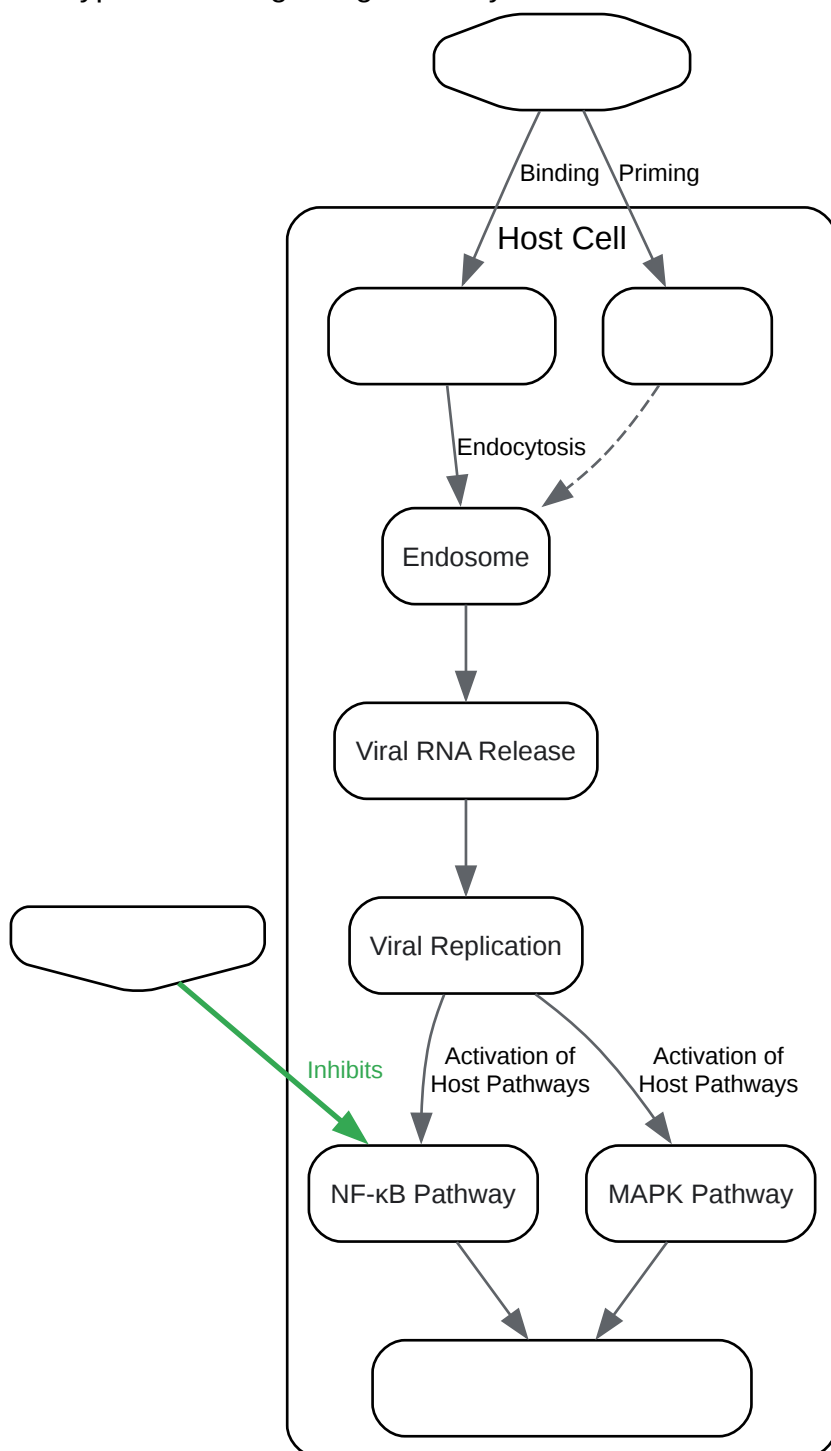 Binding Priming
Host Cell
Endocytosis
Endosome
Viral RNA Release
Viral Replication
Inhibits
Activation of
Host Pathways
Activation of
Host Pathways
NF-κB Pathway
MAPK Pathway